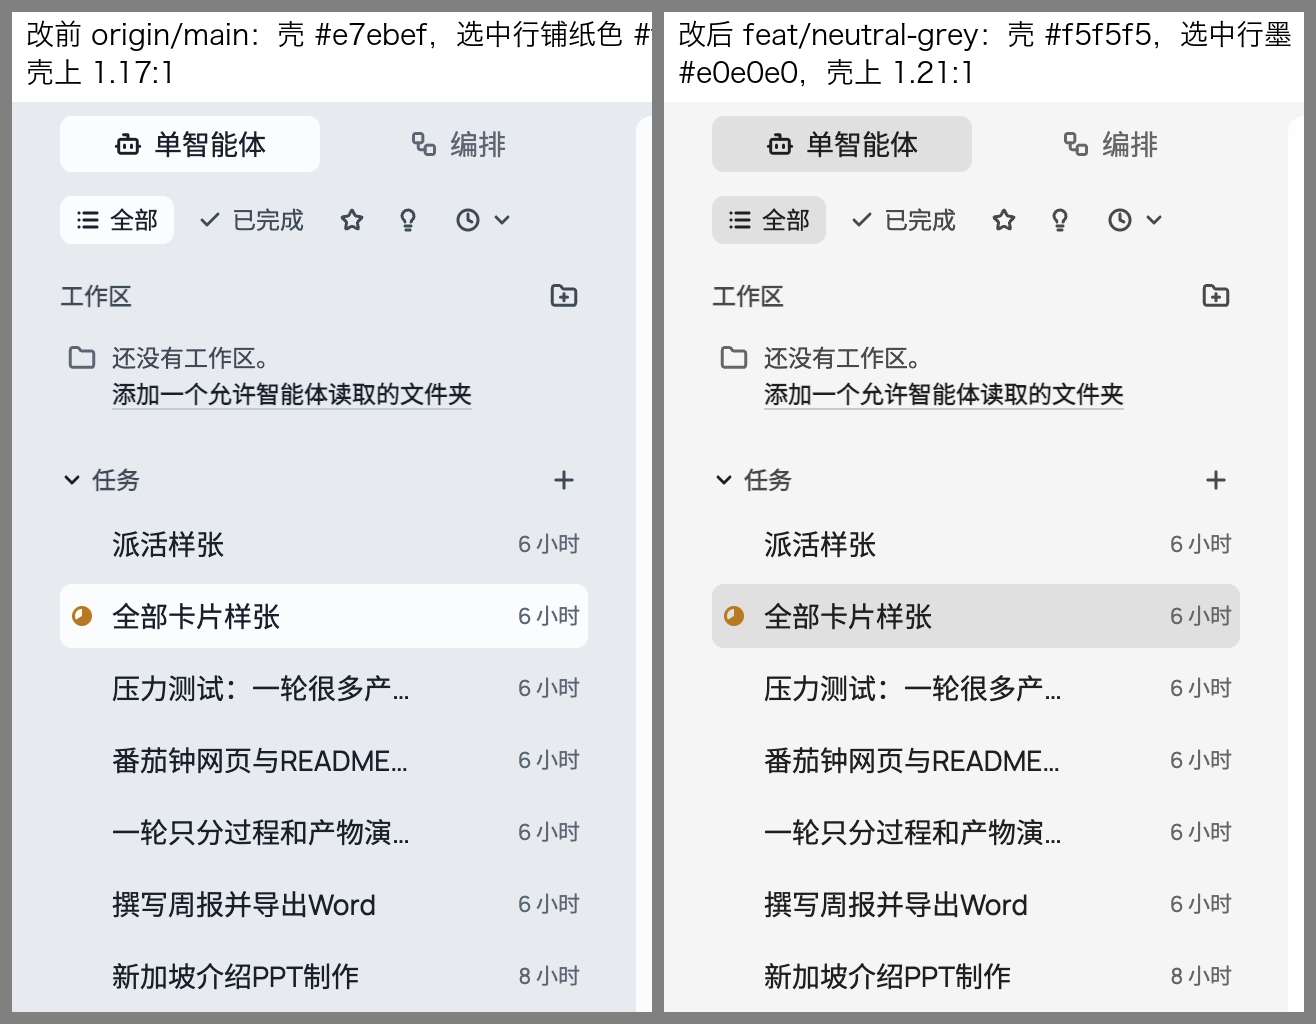 改前 origin/main：壳 #e7ebef，选中行铺纸色 #
壳上 1.17:1
单智能体
编排
全部
已完成
工作区
还没有工作区。
添加一个允许智能体读取的文件夹
任务
派活样张 6 小时
全部卡片样张 6 小时
压力测试：一轮很多产... 6 小时
番茄钟网页与README... 6 小时
一轮只分过程和产物演... 6 小时
撰写周报并导出Word 6 小时
新加坡介绍PPT制作 8 小时
改后 feat/neutral-grey：壳 #f5f5f5，选中行墨
#e0e0e0，壳上 1.21:1
单智能体
编排
全部
已完成
工作区
还没有工作区。
添加一个允许智能体读取的文件夹
任务
派活样张 6 小时
全部卡片样张 6 小时
压力测试：一轮很多产... 6 小时
番茄钟网页与README... 6 小时
一轮只分过程和产物演... 6 小时
撰写周报并导出Word 6 小时
新加坡介绍PPT制作 8 小时